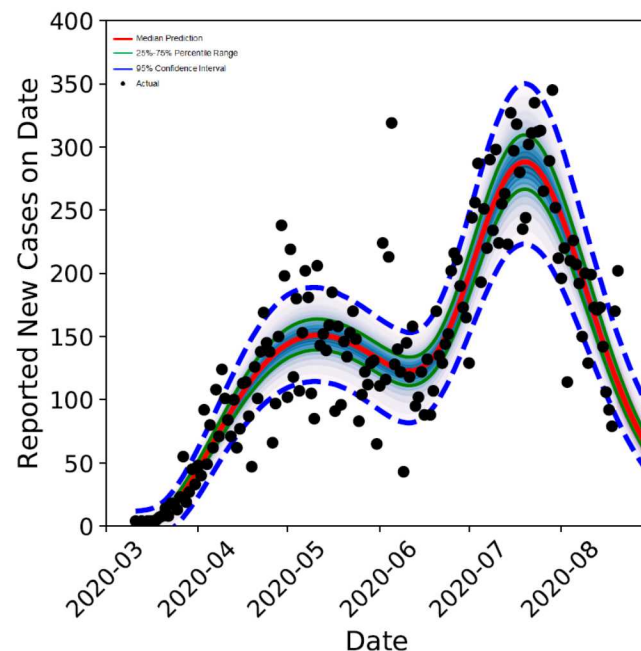 400
350
300
250
200
150
100
50
0
Reported New Cases on Date
Median Prediction
25%-75% Percentile Range
95% Confidence Interval
Actual
2020-03
2020-04
2020-05
2020-06
2020-07
2020-08
Date